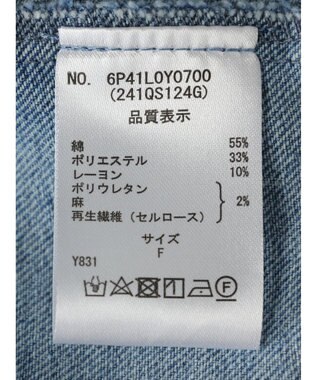 NO. 6P41L0Y0700
(241QS124G)
品質表示
綿 55%
ポリエステル 33%
レーヨン 10%
ポリウレタン
麻 2%
再生繊維（セルロース）
サイズ
F
Y831
F